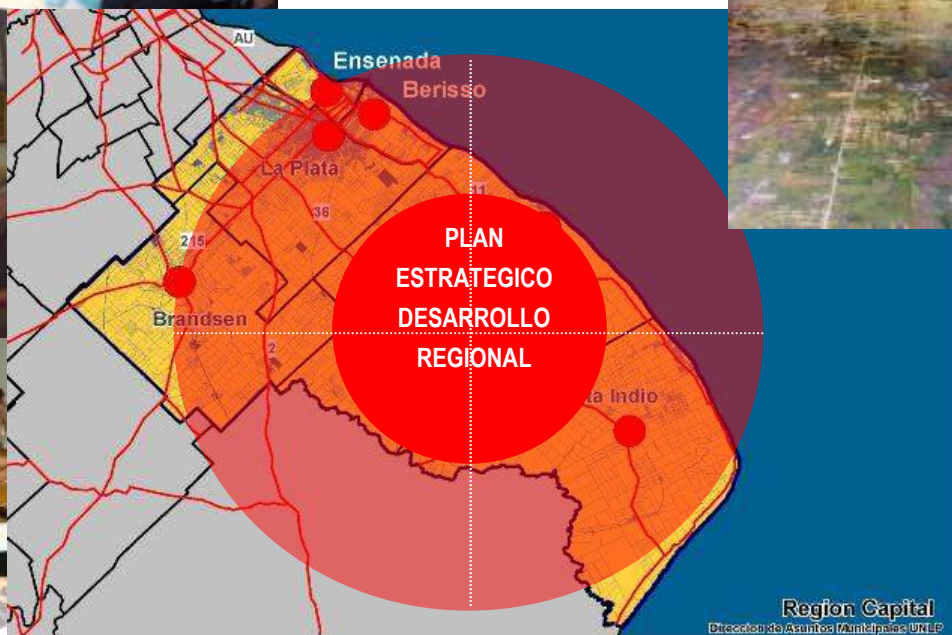 AU
Ensenada
Berisso
La Plata
11
36
PLAN
ESTRATEGICO
DESARROLLO
REGIONAL
215
Brandsen
2
ta Indio
Region Capital
Direccion de Asuntos Municipales UNLP